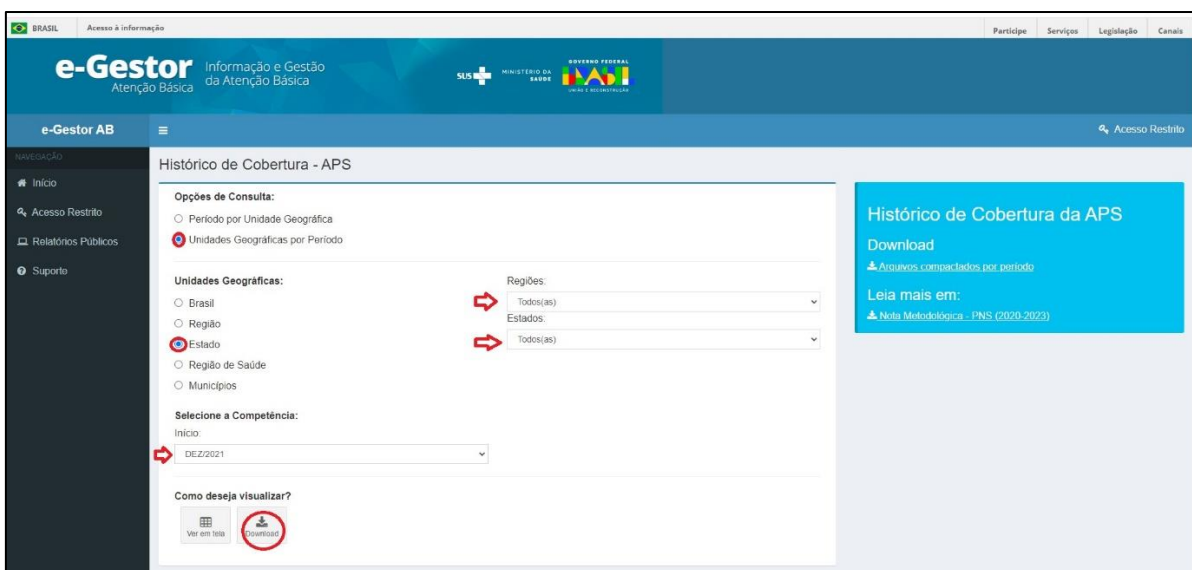 BRASIL Acesso à informação Participe Serviços Legislação Canais
e-Gestor
Atenção Básica
Informação e Gestão
da Atenção Básica
SUS MINISTÉRIO DA SAÚDE
GOVERNO FEDERAL
BRASIL
UNIÃO E RECONSTRUÇÃO
e-Gestor AB Acesso Restrito
NAVEGAÇÃO
Início
Acesso Restrito
Relatórios Públicos
Suporte
Histórico de Cobertura - APS
Opções de Consulta:
Período por Unidade Geográfica
Unidades Geográficas por Período
Unidades Geográficas:
Brasil
Região
Estado
Região de Saúde
Municípios
Regiões:
Todos(as)
Estados:
Todos(as)
Selecione a Competência:
Início:
DEZ/2021
Como deseja visualizar?
Ver em tela
Download
Histórico de Cobertura da APS
Download
Arquivos compactados por período
Leia mais em:
Nota Metodológica - PNS (2020-2023)